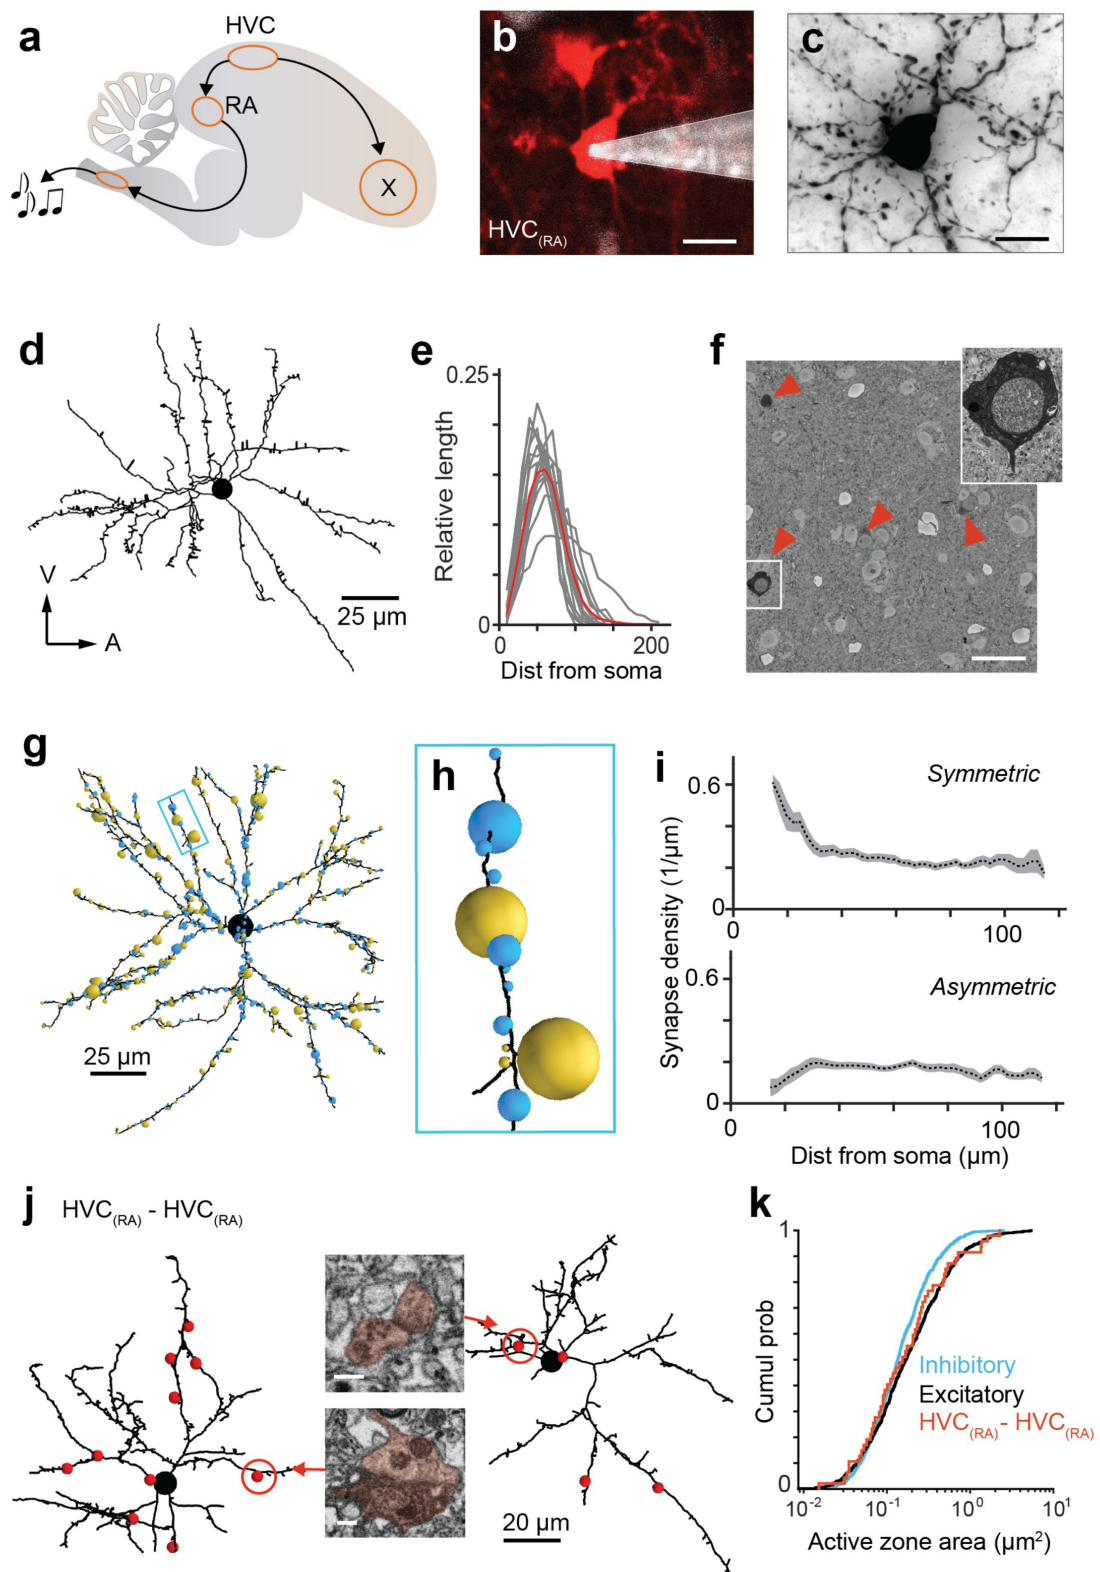 a
HVC
RA
X
b
HVC(RA)
c
d
V
A
25 µm
e
0.25
Relative length
0
0
200
Dist from soma
f
g
25 µm
h
i
Symmetric
0.6
0
0
100
Synapse density (1/µm)
Asymmetric
0.6
0
0
100
Dist from soma (µm)
j
HVC(RA) - HVC(RA)
20 µm
k
1
Cumul prob
Inhibitory
Excitatory
HVC(RA) - HVC(RA)
0
10⁻² 10⁻¹ 10⁰ 10¹
Active zone area (µm²)